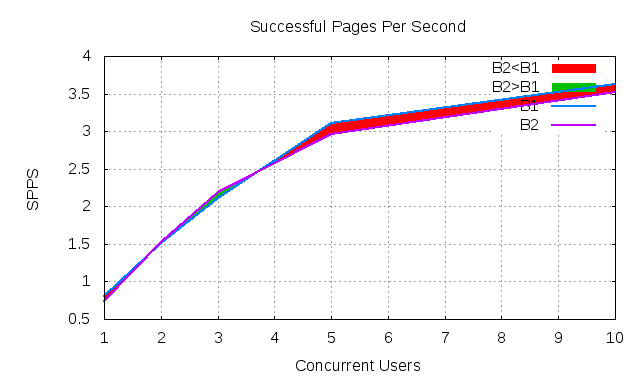 Successful Pages Per Second
4
3.5
3
2.5
2
1.5
1
0.5
SPPS
B2<B1
B2>B1
B1
B2
1 2 3 4 5 6 7 8 9 10
Concurrent Users